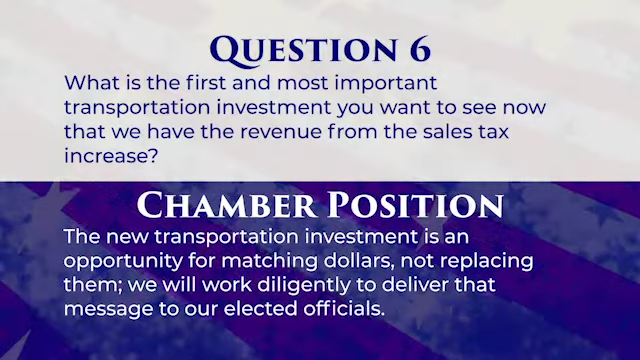 QUESTION 6
What is the first and most important
transportation investment you want to see now
that we have the revenue from the sales tax
increase?
CHAMBER POSITION
The new transportation investment is an
opportunity for matching dollars, not replacing
them; we will work diligently to deliver that
message to our elected officials.